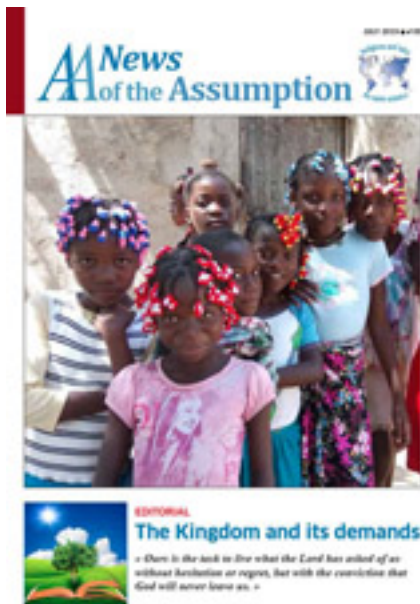 JULY 2019
AA News
of the Assumption
EDITORIAL
The Kingdom and its demands
« Ours is the task to live what the Lord has asked of us
without hesitation or regret, but with the conviction that
God will never leave us. »